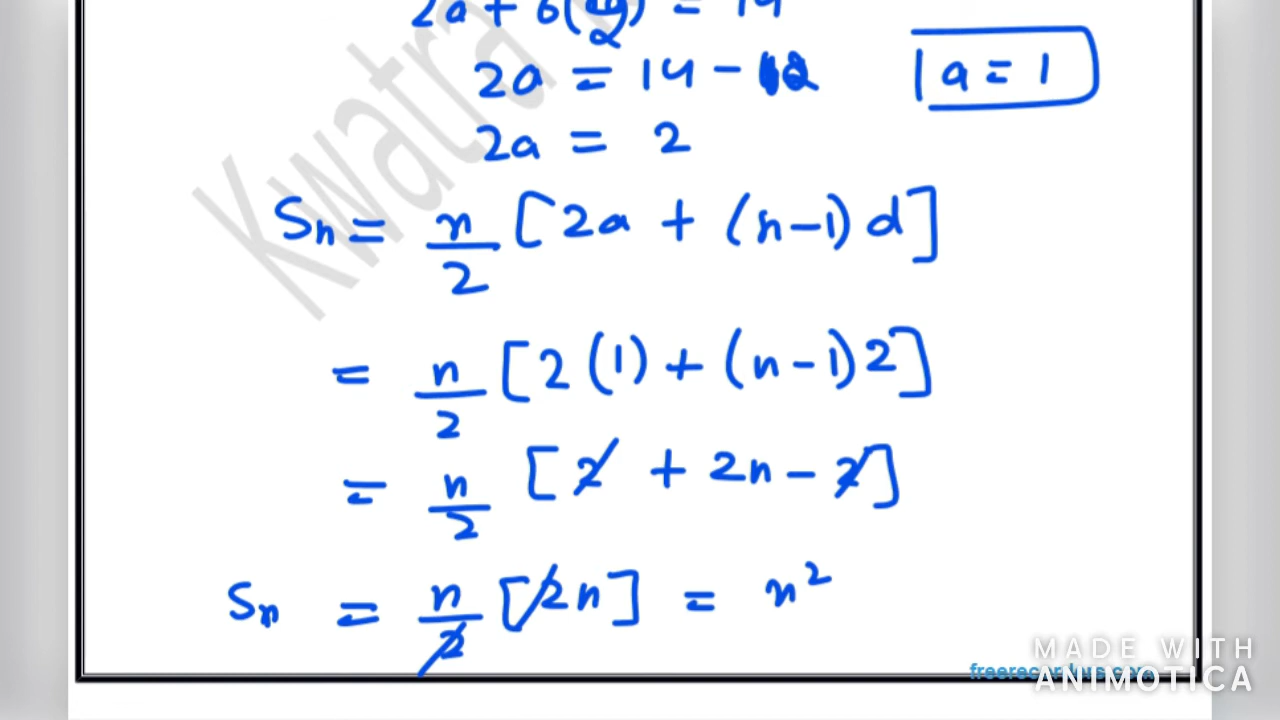 2a + 6(2) = 14
2a = 14 - 12
a = 1
2a = 2
Kwatra
Sn = n/2 [2a + (n-1)d]
= n/2 [2(1) + (n-1)2]
= n/2 [2 + 2n - 2]
Sn = n/2 [2n] = n²
MADE WITH
ANIMOTICA